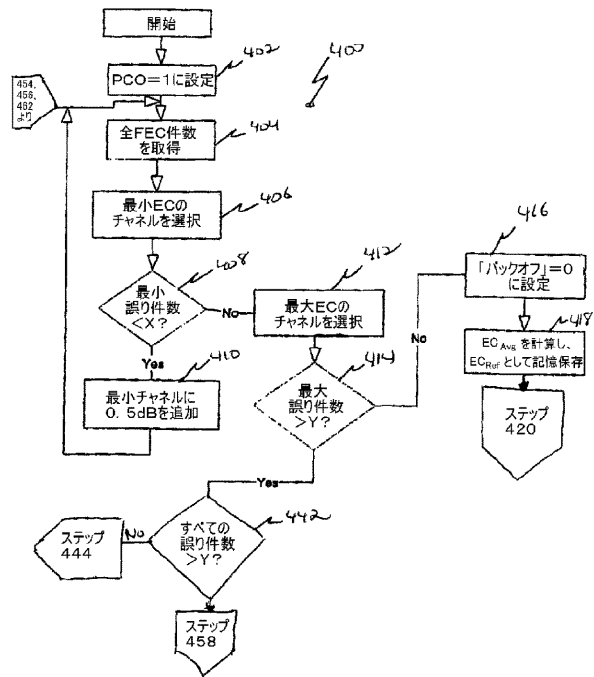 開始
402
400
PCO＝1に設定
454,
456,
462
より
全FEC件数
を取得
404
最小ECの
チャネルを選択
406
最小
誤り件数
＜X？
408
No
Yes
410
最小チャネルに
0.5dBを追加
412
最大ECの
チャネルを選択
414
最大
誤り件数
＞Y？
No
Yes
416
「バックオフ」＝0
に設定
418
EC Avg を計算し、
EC Ref として記憶保存
ステップ
420
442
すべての
誤り件数
＞Y？
No
ステップ
444
ステップ
458